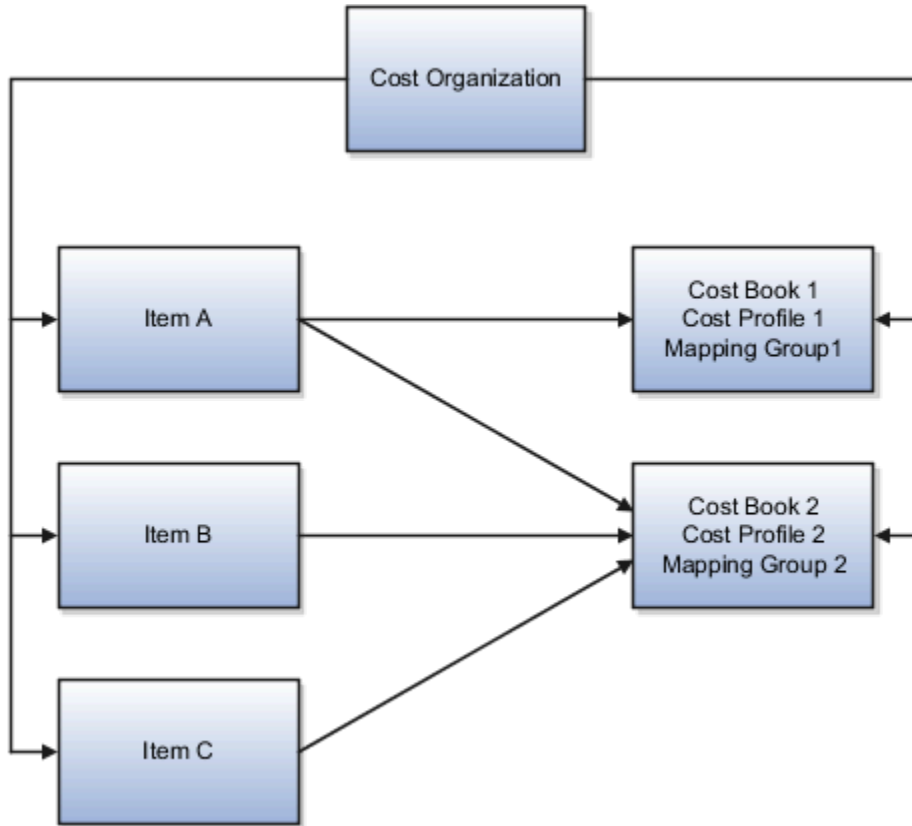 Cost Organization
Item A
Cost Book 1
Cost Profile 1
Mapping Group1
Item B
Cost Book 2
Cost Profile 2
Mapping Group 2
Item C